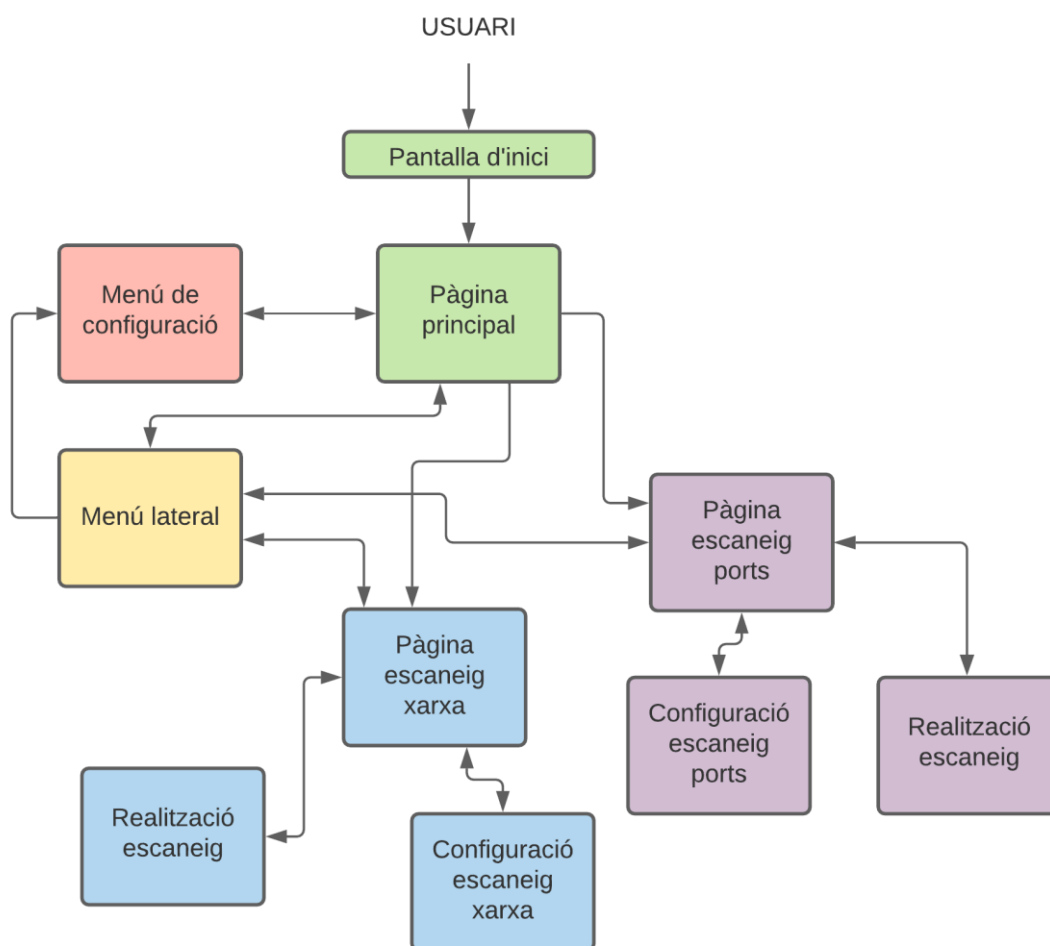 USUARI
Pantalla d'inici
Menú de
configuració
Pàgina
principal
Menú lateral
Pàgina
escaneig
ports
Pàgina
escaneig
xarxa
Configuració
escaneig
ports
Realització
escaneig
Realització
escaneig
Configuració
escaneig
xarxa